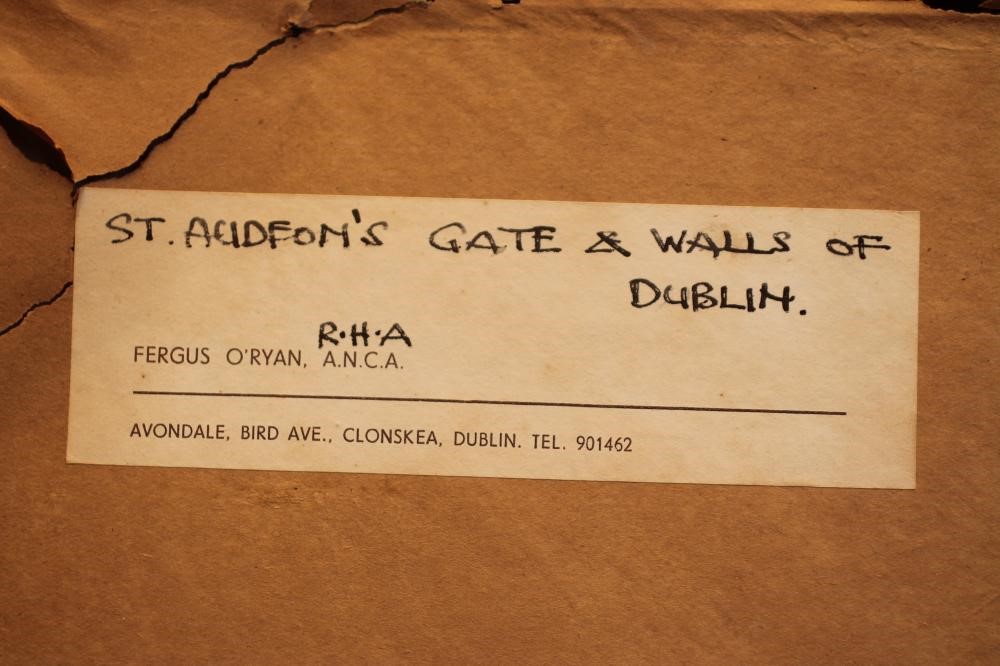 ST. AUDEON'S GATE & WALLS OF
DUBLIN.
R.H.A
FERGUS O'RYAN, A.N.C.A.
AVONDALE, BIRD AVE., CLONSKEA, DUBLIN. TEL. 901462